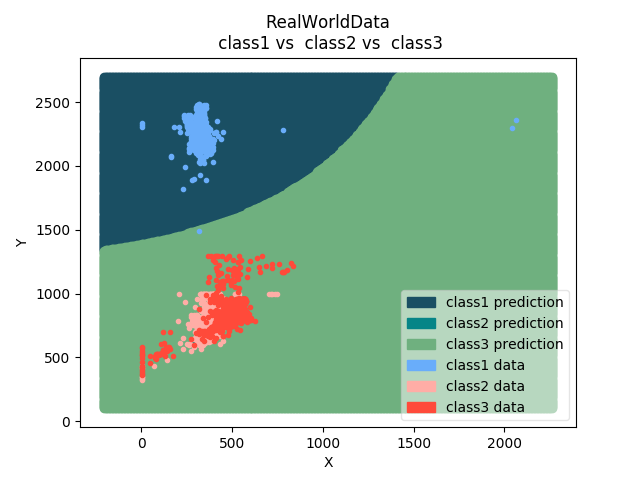 RealWorldData
class1 vs  class2 vs  class3
2500
2000
1500
1000
500
0
Y
class1 prediction
class2 prediction
class3 prediction
class1 data
class2 data
class3 data
0
500
1000
1500
2000
X